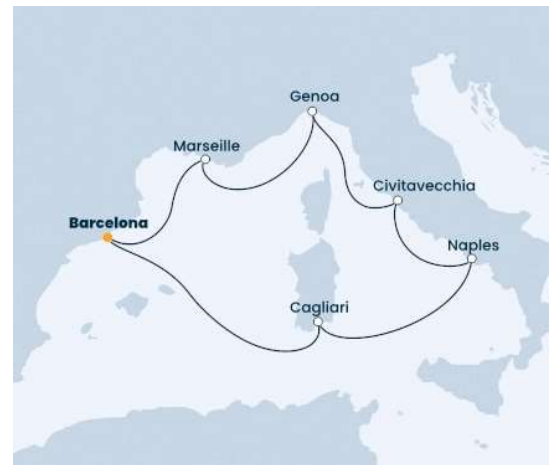 Genoa
Marseille
Civitavecchia
Barcelona
Naples
Cagliari